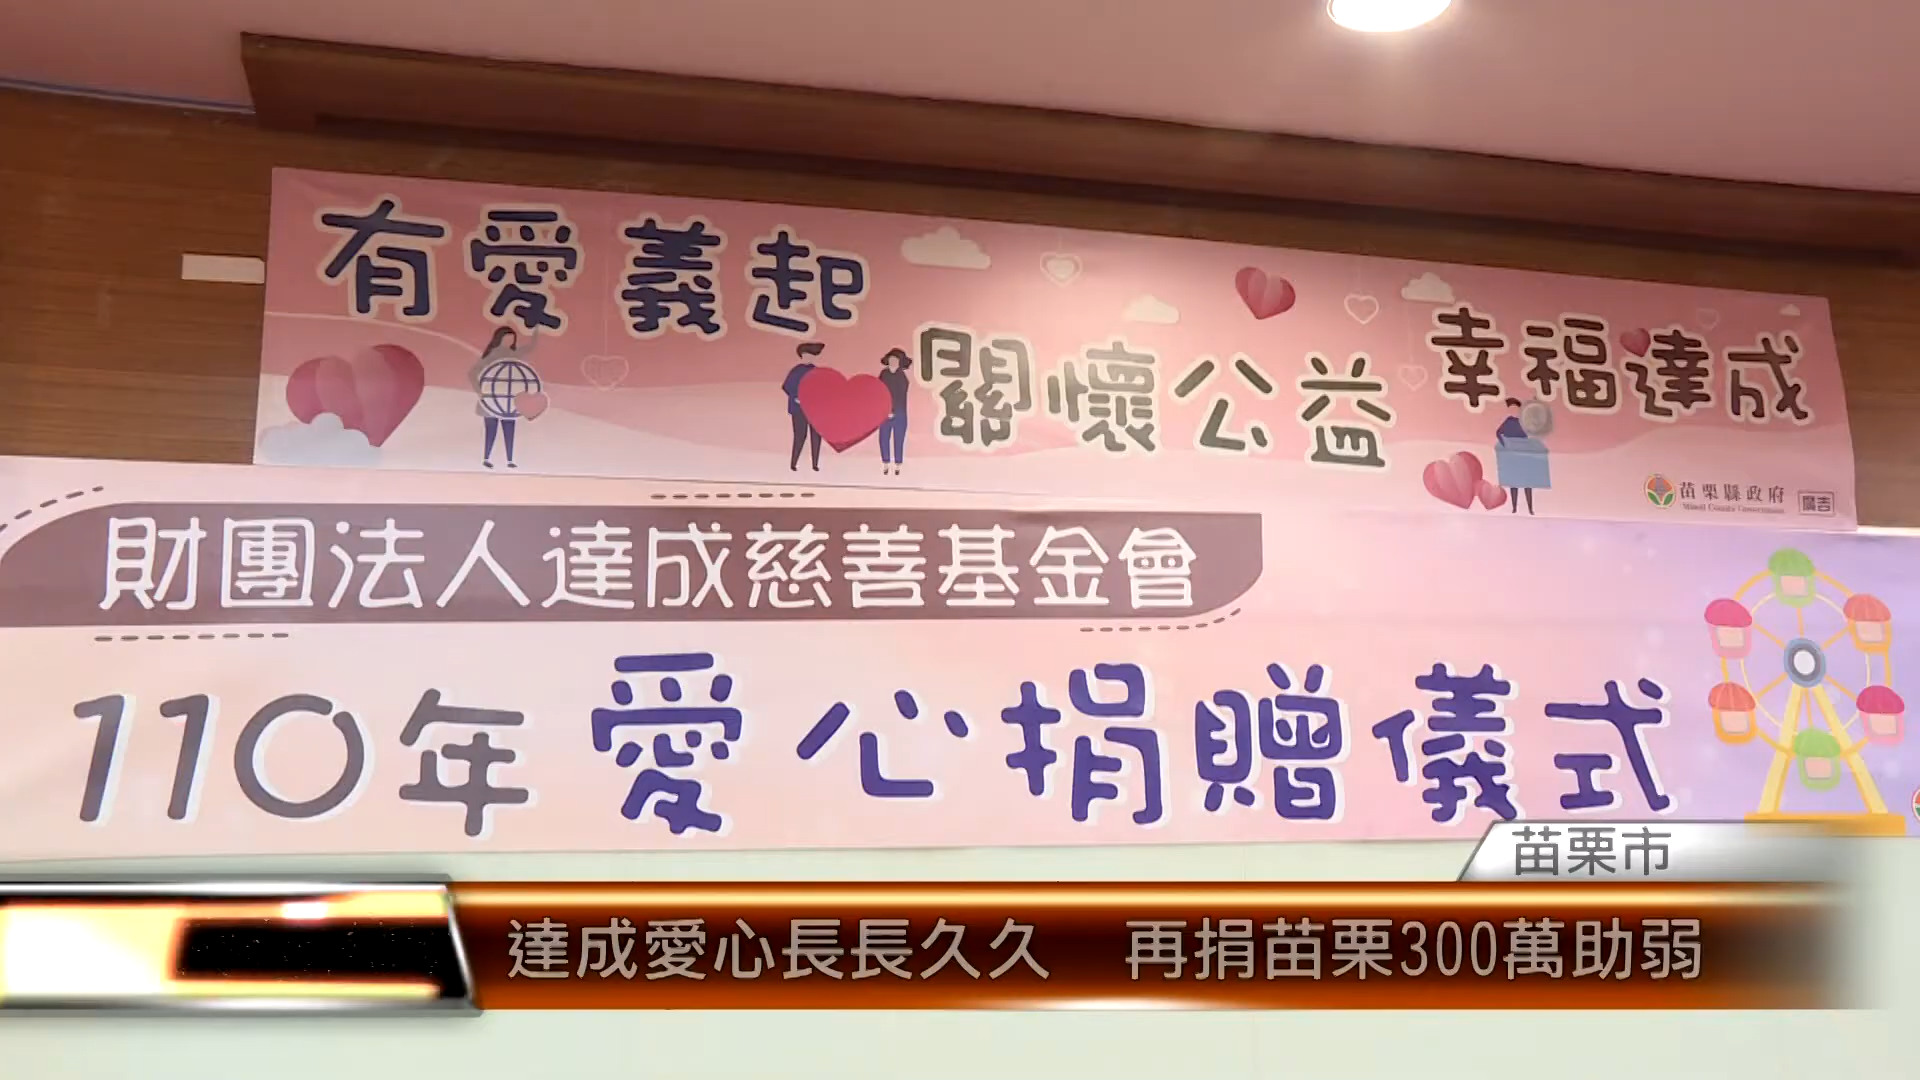 有愛義起
關懷公益
幸福達成
苗栗縣政府 廣告
Miaoli County Government
財團法人達成慈善基金會
110年 愛心捐贈儀式
苗栗市
達成愛心長長久久 再捐苗栗300萬助弱